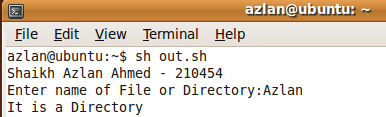 azlan@ubuntu: ~
File Edit View Terminal Help
azlan@ubuntu:~$ sh out.sh
Shaikh Azlan Ahmed - 210454
Enter name of File or Directory:Azlan
It is a Directory